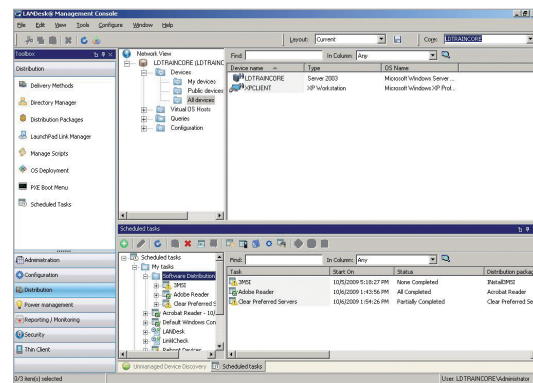 LANDesk® Management Console
File Edit View Tools Configure Window Help
Layout: Current Core: LDTRAINCORE
Toolbox
Distribution
Delivery Methods
Directory Manager
Distribution Packages
LaunchPad Link Manager
Manage Scripts
OS Deployment
PXE Boot Menu
Scheduled Tasks
Administration
Configuration
Distribution
Power management
Reporting / Monitoring
Security
Thin Client
Network View
LDTRAINCORE (LDTRAINC
Devices
My devices
Public devices
All devices
Virtual OS Hosts
Queries
Configuration
Find: In Column: Any
Device name Type OS Name
LDTRAINCORE Server 2003 Microsoft Windows Server ...
XPCLIENT XP Workstation Microsoft Windows XP Prof...
Scheduled tasks
Scheduled tasks
My tasks
Software Distribution
3MSI
Adobe Reader
Clear Preferred S
Acrobat Reader - 10/
Default Windows Con
LANDesk
LinkCheck
Reboot Devices
Find: In Column: Any
Task Start On Status Distribution packag
3MSI 10/5/2009 5:18:27 PM None Completed INstall3MSI
Adobe Reader 10/6/2009 1:43:56 PM All Completed Acrobat Reader
Clear Preferred Servers 10/6/2009 1:54:26 PM Partially Completed Clear Preferred Se
Unmanaged Device Discovery Scheduled tasks
0/3 item(s) selected User: LDTRAINCORE\Administrator